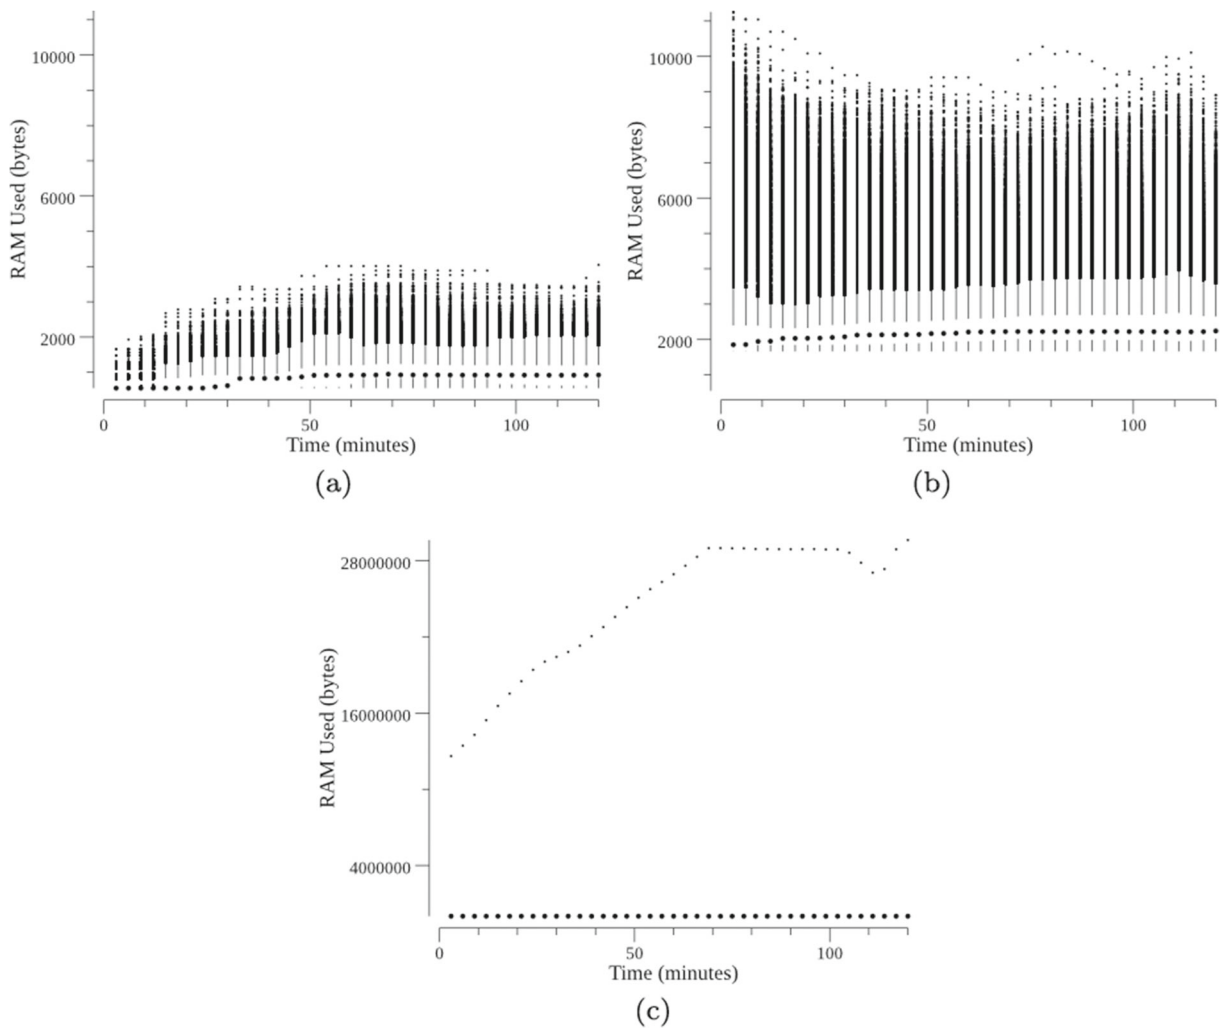 10000
6000
2000
RAM Used (bytes)
0 50 100
Time (minutes)
(a)
10000
6000
2000
RAM Used (bytes)
0 50 100
Time (minutes)
(b)
28000000
16000000
4000000
RAM Used (bytes)
0 50 100
Time (minutes)
(c)